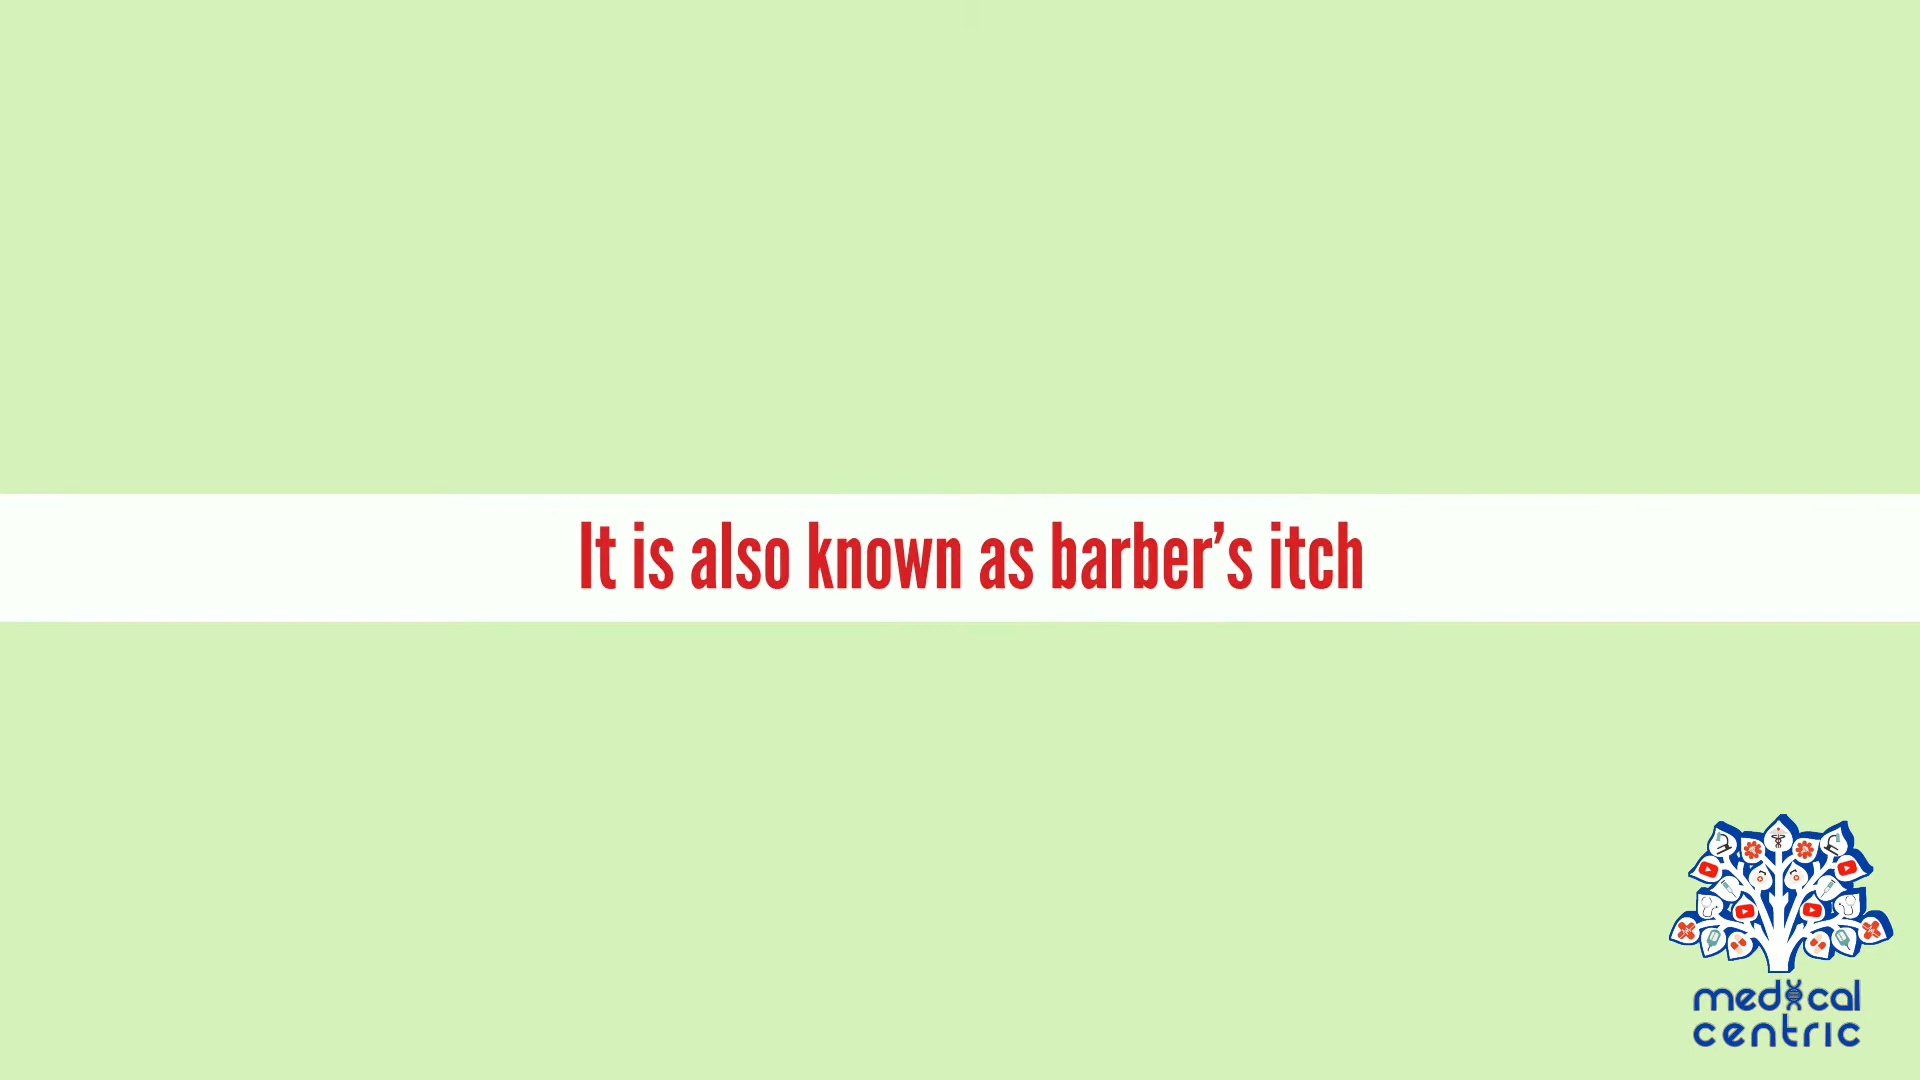 It is also known as barber’s itch
medical
centric